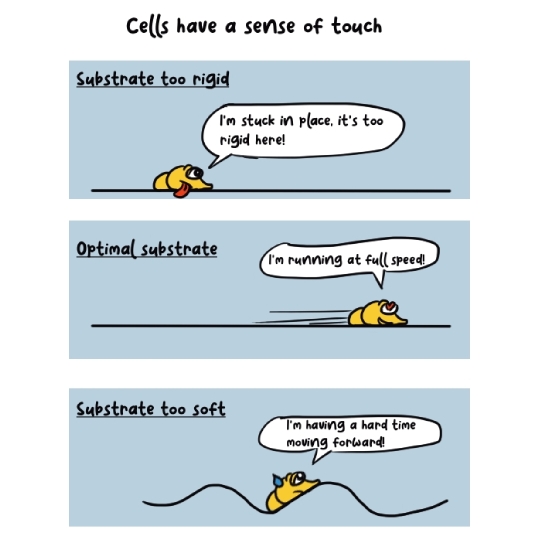 Cells have a sense of touch
Substrate too rigid
I'm stuck in place, it's too
rigid here!
Optimal substrate
I'm running at full speed!
Substrate too soft
I'm having a hard time
moving forward!